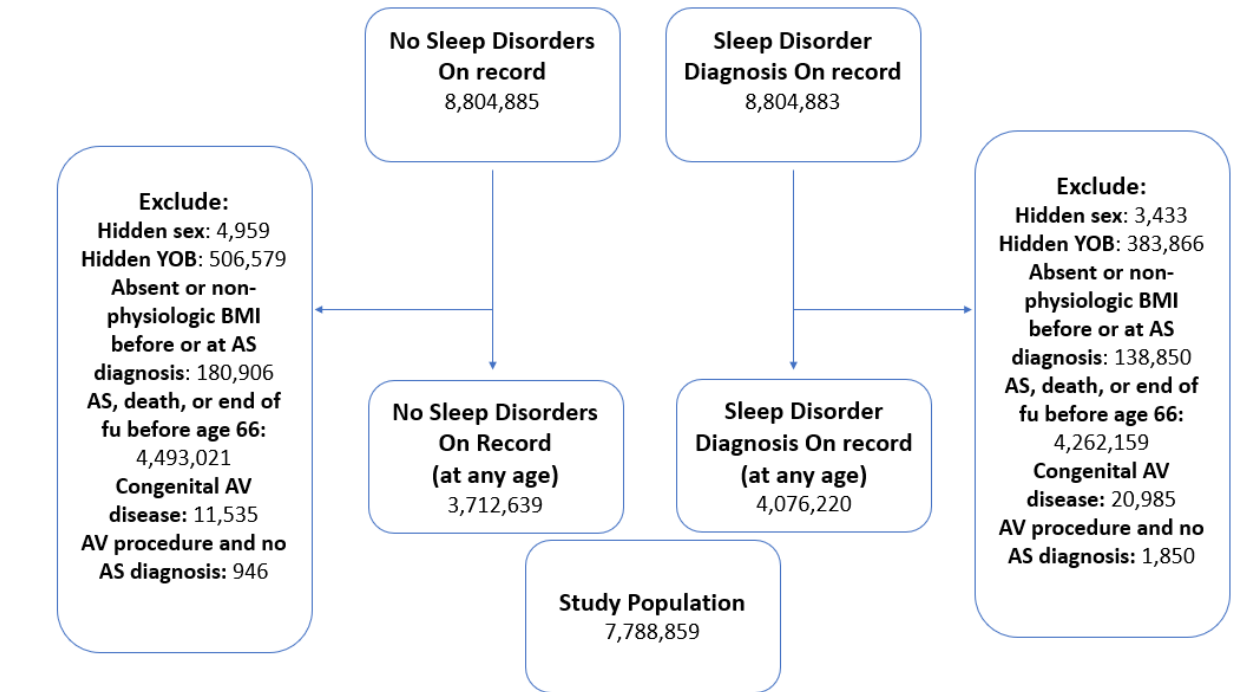 No Sleep Disorders
On record
8,804,885
Sleep Disorder
Diagnosis On record
8,804,883
Exclude:
Hidden sex: 4,959
Hidden YOB: 506,579
Absent or non-
physiologic BMI
before or at AS
diagnosis: 180,906
AS, death, or end of
fu before age 66:
4,493,021
Congenital AV
disease: 11,535
AV procedure and no
AS diagnosis: 946
Exclude:
Hidden sex: 3,433
Hidden YOB: 383,866
Absent or non-
physiologic BMI
before or at AS
diagnosis: 138,850
AS, death, or end of
fu before age 66:
4,262,159
Congenital AV
disease: 20,985
AV procedure and no
AS diagnosis: 1,850
No Sleep Disorders
On Record
(at any age)
3,712,639
Sleep Disorder
Diagnosis On record
(at any age)
4,076,220
Study Population
7,788,859